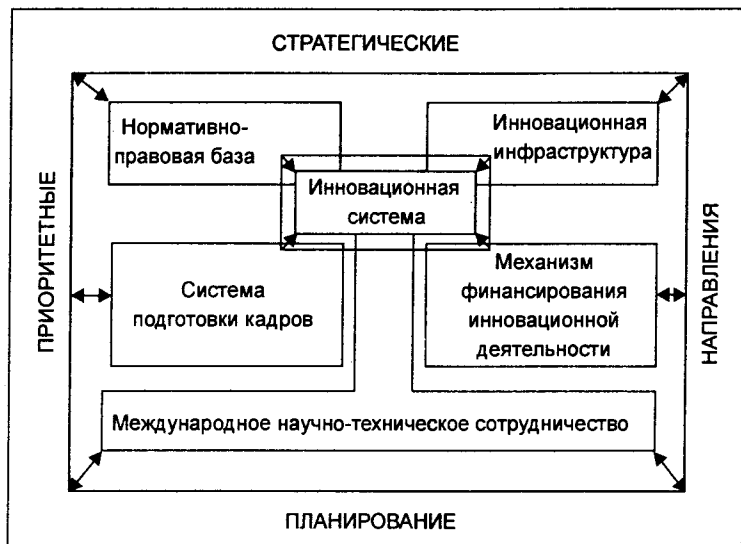 СТРАТЕГИЧЕСКИЕ
Нормативно-
правовая база
Инновационная
инфраструктура
Инновационная
система
ПРИОРИТЕТНЫЕ
НАПРАВЛЕНИЯ
Система
подготовки кадров
Механизм
финансирования
инновационной
деятельности
Международное научно-техническое сотрудничество
ПЛАНИРОВАНИЕ